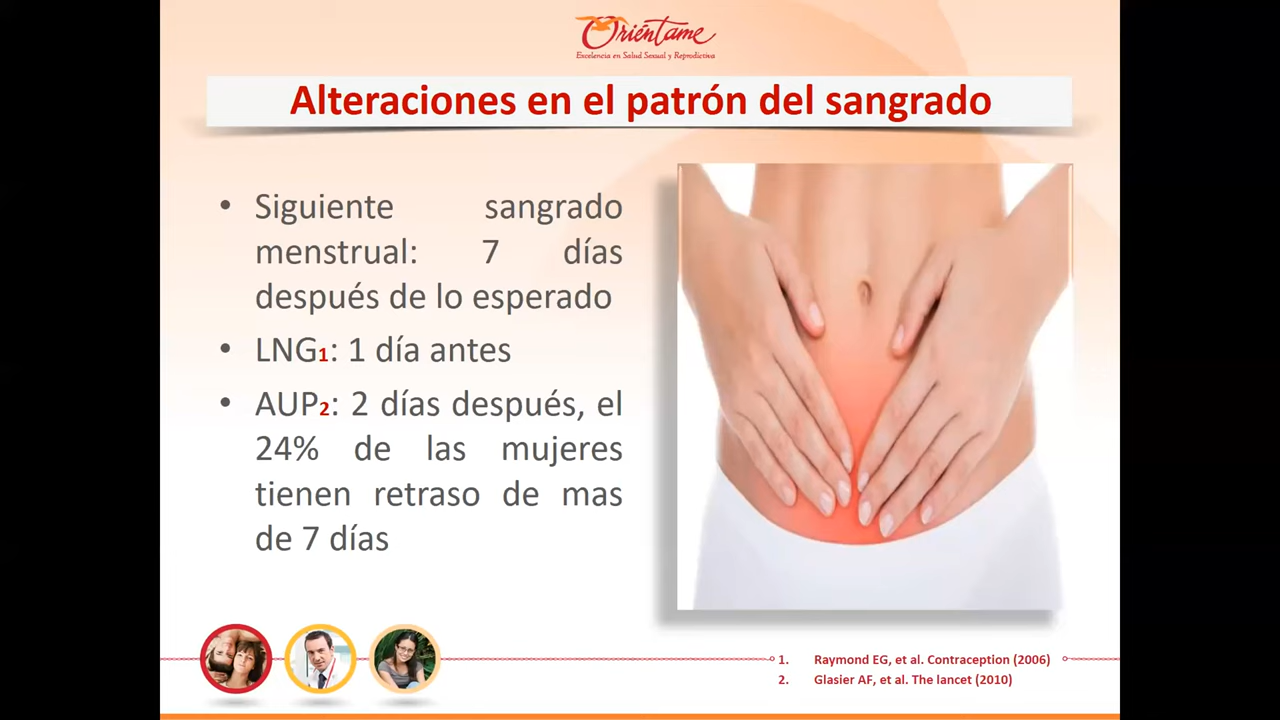 Oriéntame
Excelencia en Salud Sexual y Reproductiva
Alteraciones en el patrón del sangrado
• Siguiente sangrado
menstrual: 7 días
después de lo esperado
• LNG1: 1 día antes
• AUP2: 2 días después, el
24% de las mujeres
tienen retraso de mas
de 7 días
1. Raymond EG, et al. Contraception (2006)
2. Glasier AF, et al. The lancet (2010)